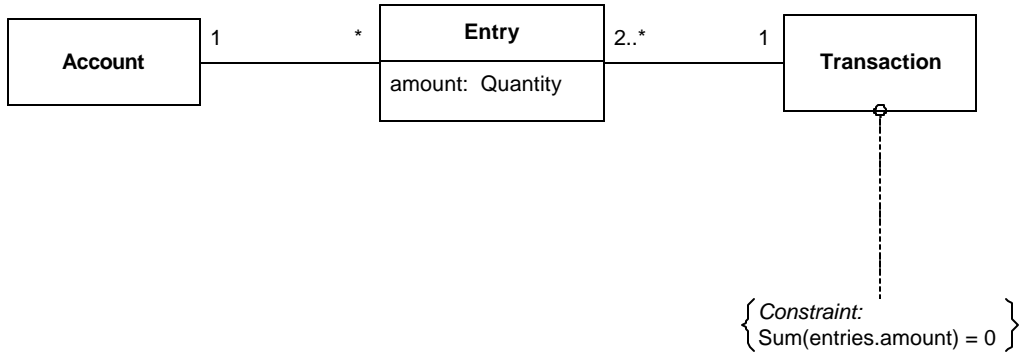 Account
1
*
Entry
amount: Quantity
2..*
1
Transaction
Constraint:
Sum(entries.amount) = 0